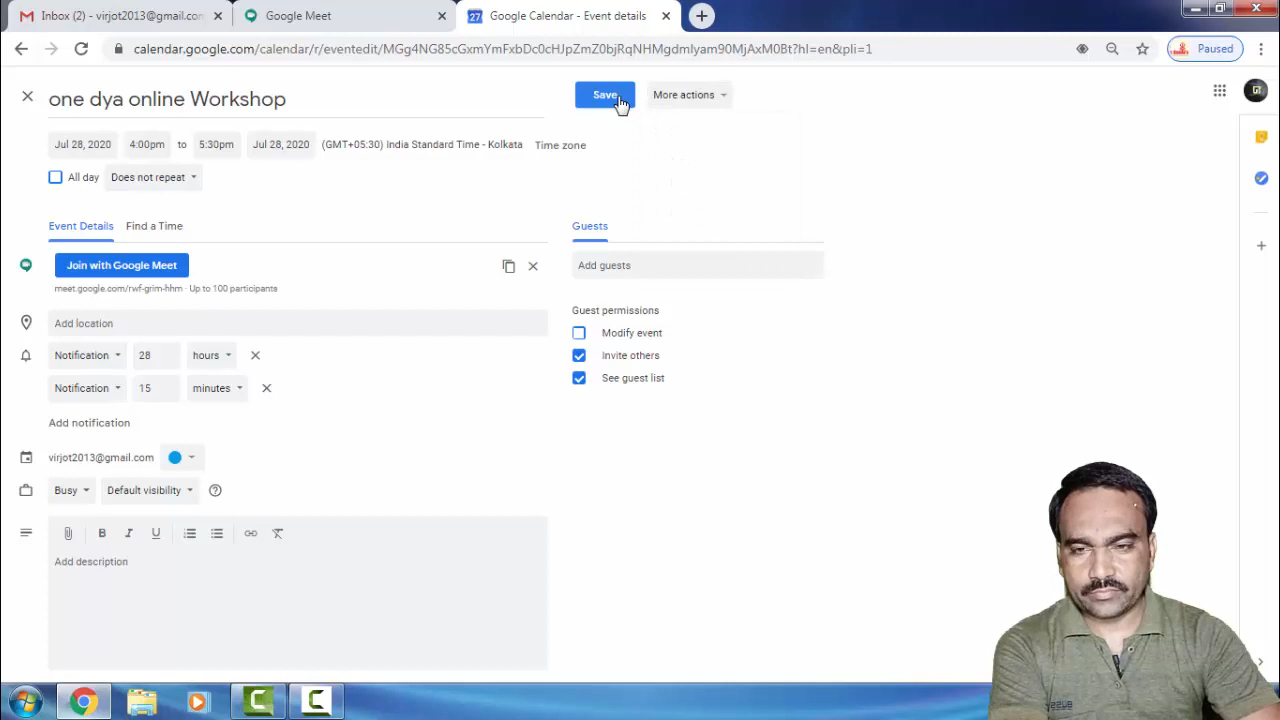 Inbox (2) - virjot2013@gmail.com
Google Meet
27 Google Calendar - Event details
calendar.google.com/calendar/r/eventedit/MGg4NG85cGxmYmFxbDc0cHJpZmZ0bjRqNHMgdmlyam90MjAxM0Bt?hl=en&pli=1
Paused
one dya online Workshop
Save
More actions
Jul 28, 2020
4:00pm
to
5:30pm
Jul 28, 2020
(GMT+05:30) India Standard Time - Kolkata
Time zone
All day
Does not repeat
Event Details
Find a Time
Guests
Join with Google Meet
meet.google.com/rwf-grim-hhm · Up to 100 participants
Add guests
Guest permissions
Add location
Modify event
Notification
28
hours
Invite others
See guest list
Notification
15
minutes
Add notification
virjot2013@gmail.com
Busy
Default visibility
B I U
Add description